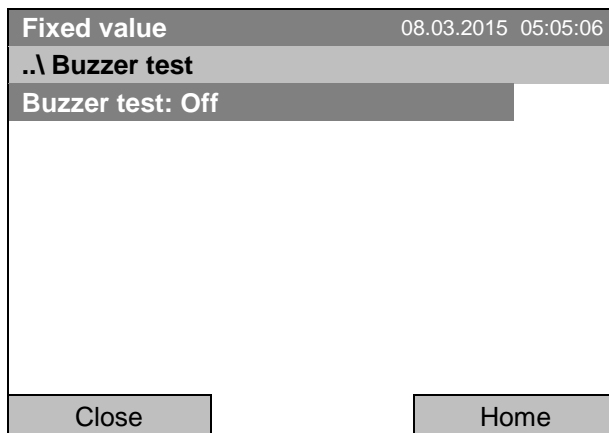 Fixed value 08.03.2015 05:05:06
..\ Buzzer test
Buzzer test: Off
Close Home